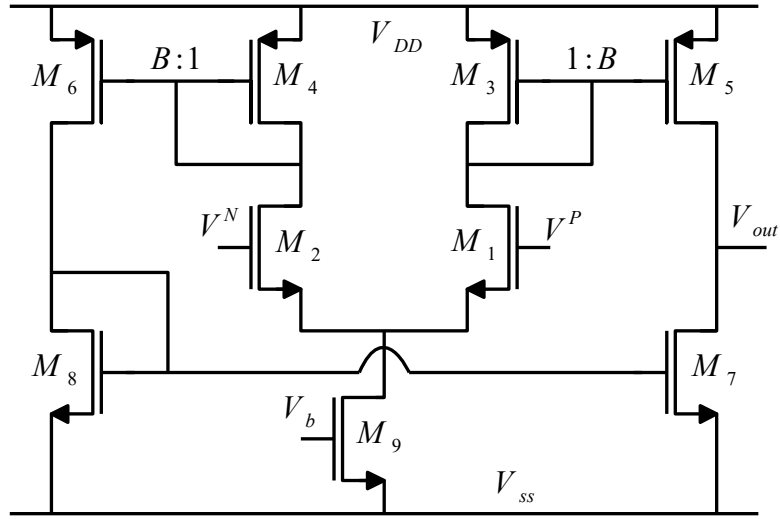 V_DD
M_6
B:1
M_4
M_3
1:B
M_5
V^N
M_2
M_1
V^P
V_out
M_8
M_7
V_b
M_9
V_ss